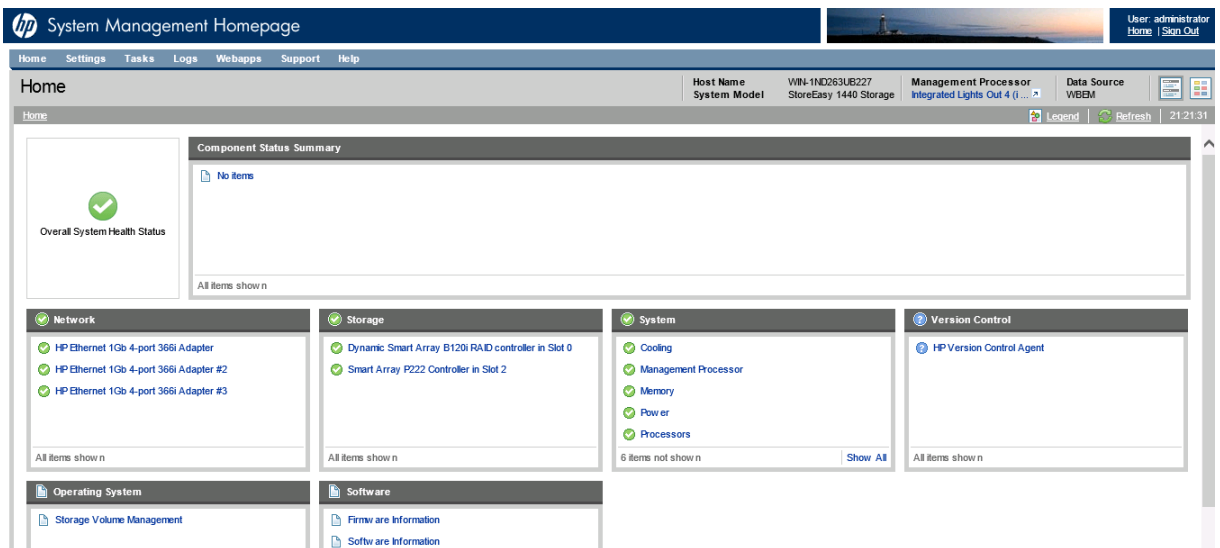 hp System Management Homepage
User: administrator
Home | Sign Out
Home Settings Tasks Logs Webapps Support Help
Home
Host Name WIN-1ND263UB227
System Model StoreEasy 1440 Storage
Management Processor
Integrated Lights Out 4 (i ...
Data Source
WBEM
Home
Legend Refresh 21:21:31
Overall System Health Status
Component Status Summary
No items
All items shown
Network
HP Ethernet 1Gb 4-port 366i Adapter
HP Ethernet 1Gb 4-port 366i Adapter #2
HP Ethernet 1Gb 4-port 366i Adapter #3
All items shown
Storage
Dynamic Smart Array B120i RAID controller in Slot 0
Smart Array P222 Controller in Slot 2
All items shown
System
Cooling
Management Processor
Memory
Power
Processors
6 items not shown Show All
Version Control
HP Version Control Agent
All items shown
Operating System
Storage Volume Management
Software
Firmware Information
Software Information